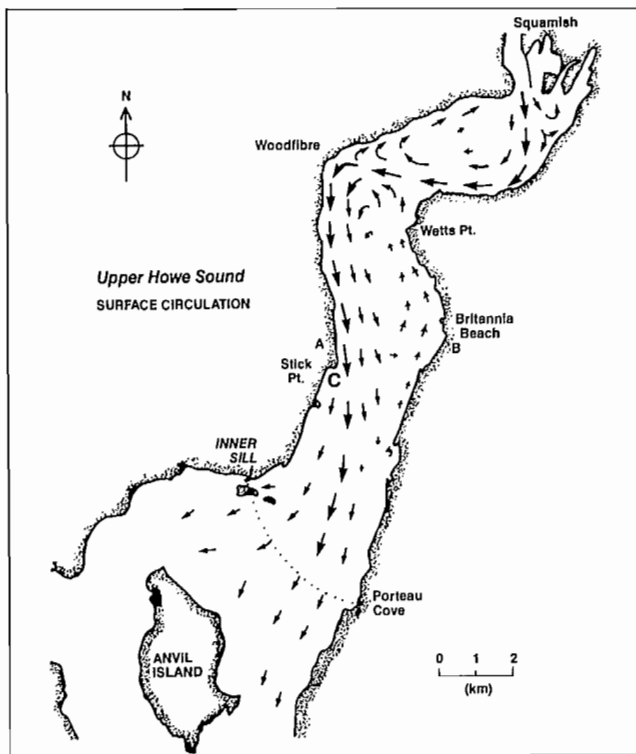 Squamish
N
Woodfibre
Wetts Pt.
Upper Howe Sound
SURFACE CIRCULATION
Britannia
Beach
A
B
Stick
Pt.
C
INNER
SILL
Porteau
Cove
ANVIL
ISLAND
0 1 2
(km)